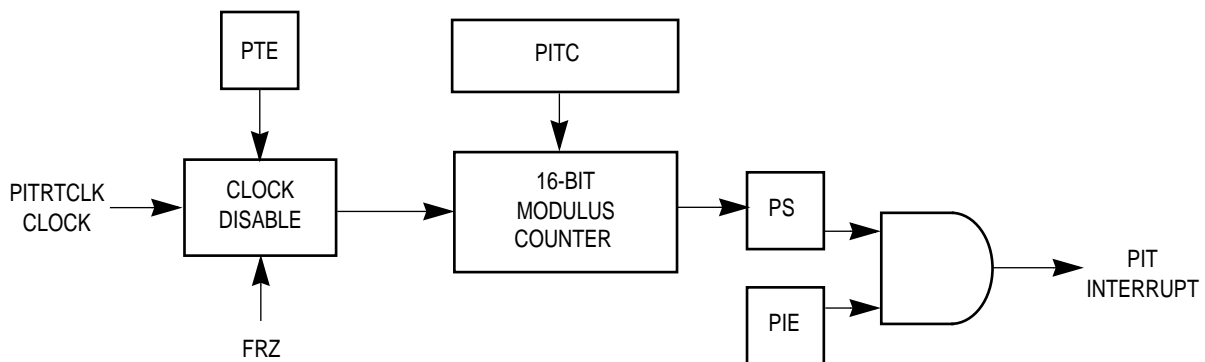 PTE
PITC
PITRTCLK
CLOCK
CLOCK
DISABLE
16-BIT
MODULUS
COUNTER
PS
PIE
PIT
INTERRUPT
FRZ